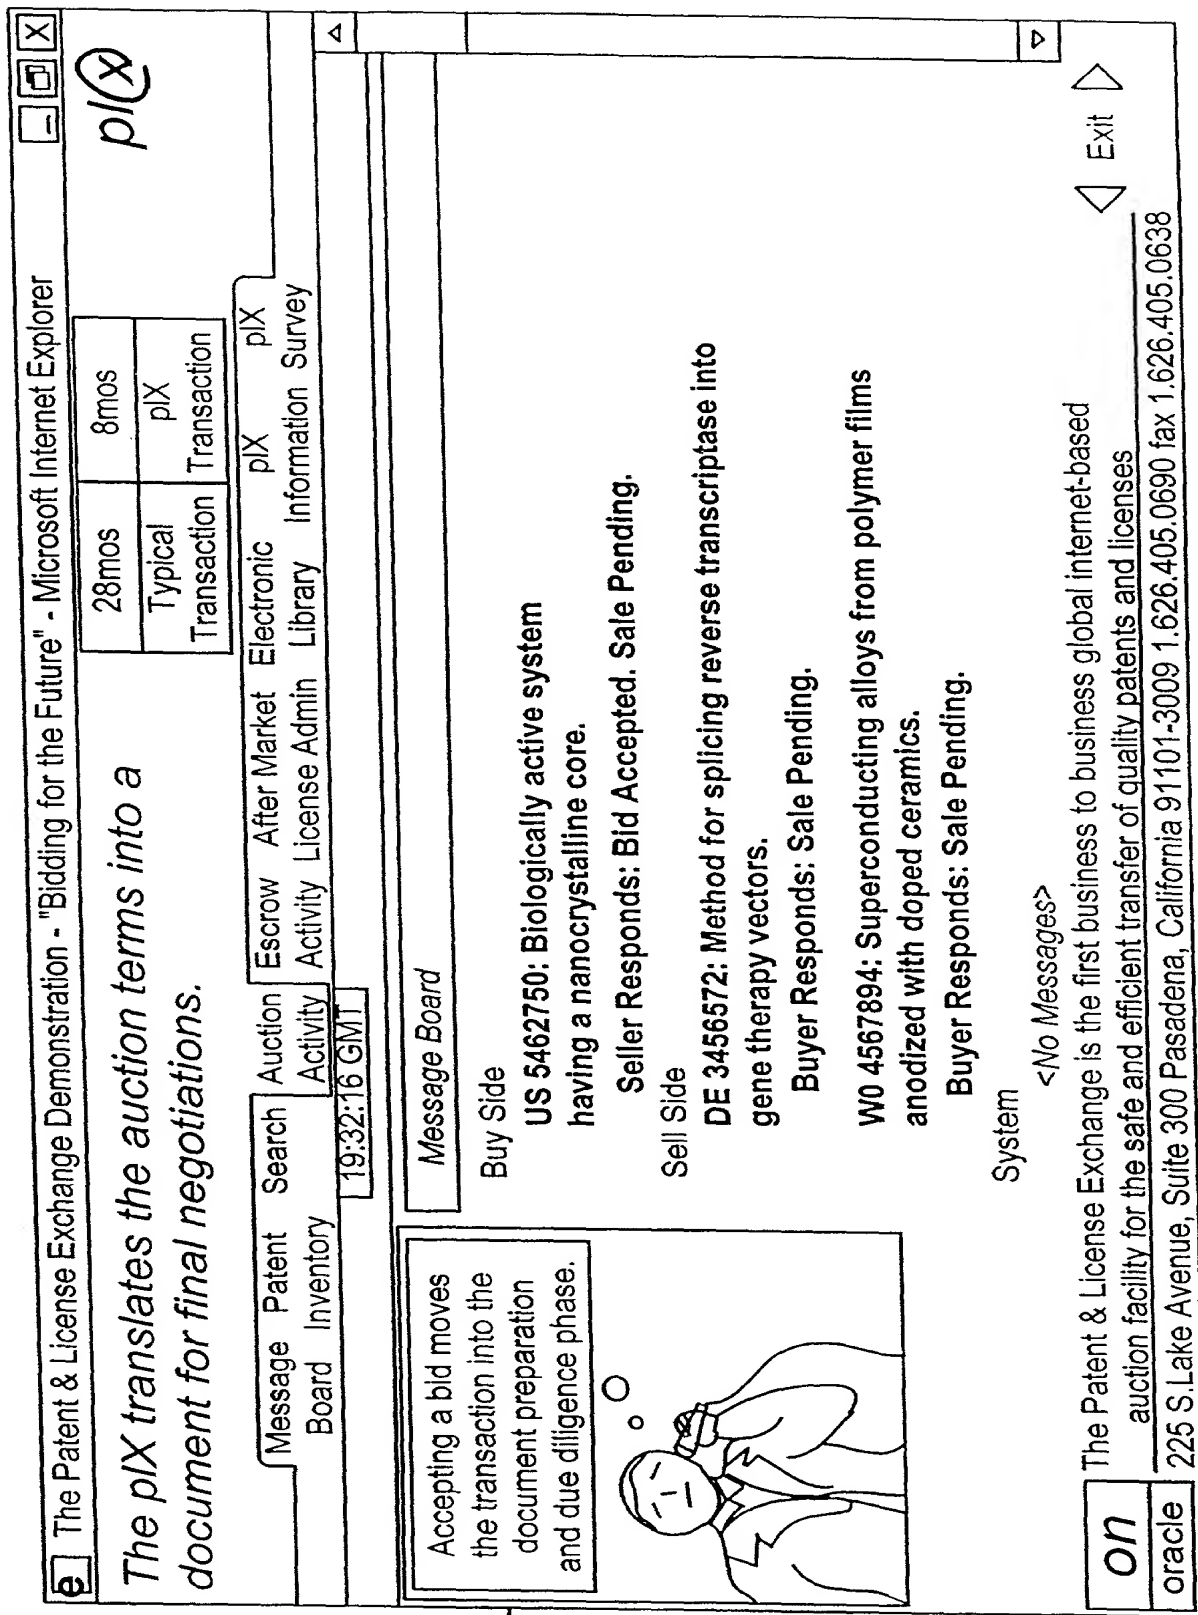 The Patent & License Exchange Demonstration - "Bidding for the Future" - Microsoft Internet Explorer
X
The plX translates the auction terms into a
document for final negotiations.
28mos 8mos
Typical Transaction plX Transaction
pl(x)
Message Board
Patent Inventory
Search
Auction Activity
Escrow Activity
After Market License Admin
Electronic Library
plX Information
plX Survey
19:32:16 GMT
Accepting a bid moves
the transaction into the
document preparation
and due diligence phase.
Message Board
Buy Side
US 5462750: Biologically active system
having a nanocrystalline core.
Seller Responds: Bid Accepted. Sale Pending.
Sell Side
DE 3456572: Method for splicing reverse transcriptase into
gene therapy vectors.
Buyer Responds: Sale Pending.
W0 4567894: Superconducting alloys from polymer films
anodized with doped ceramics.
Buyer Responds: Sale Pending.
System
<No Messages>
on
oracle
The Patent & License Exchange is the first business to business global internet-based
auction facility for the safe and efficient transfer of quality patents and licenses
225 S.Lake Avenue, Suite 300 Pasadena, California 91101-3009 1.626.405.0690 fax 1.626.405.0638
Exit